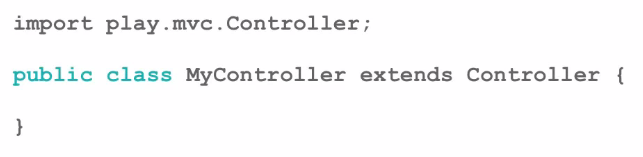 import play.mvc.Controller;
public class MyController extends Controller {
}